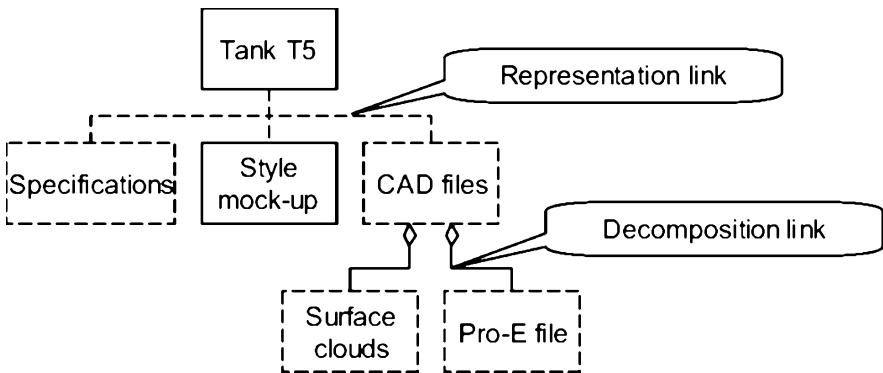 Tank T5
Representation link
Specifications
Style
mock-up
CAD files
Decomposition link
Surface
clouds
Pro-E file